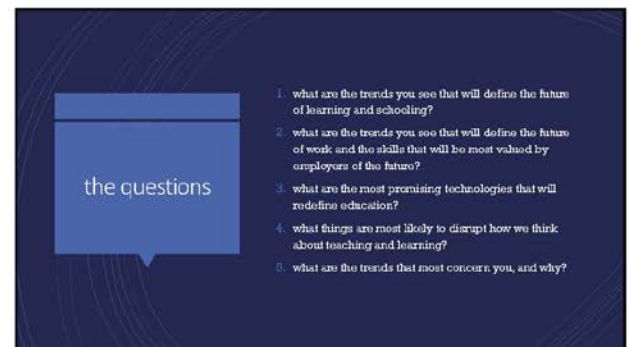 the questions
1. what are the trends you see that will define the future
of learning and schooling?
2. what are the trends you see that will define the future
of work and the skills that will be most valued by
employers of the future?
3. what are the most promising technologies that will
redefine education?
4. what things are most likely to disrupt how we think
about teaching and learning?
5. what are the trends that most concern you, and why?